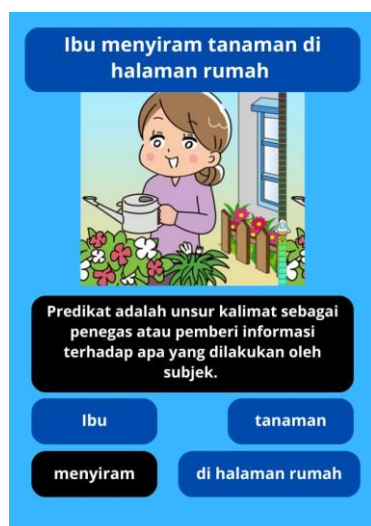 Ibu menyiram tanaman di
halaman rumah
Predikat adalah unsur kalimat sebagai
penegas atau pemberi informasi
terhadap apa yang dilakukan oleh
subjek.
Ibu
tanaman
menyiram
di halaman rumah